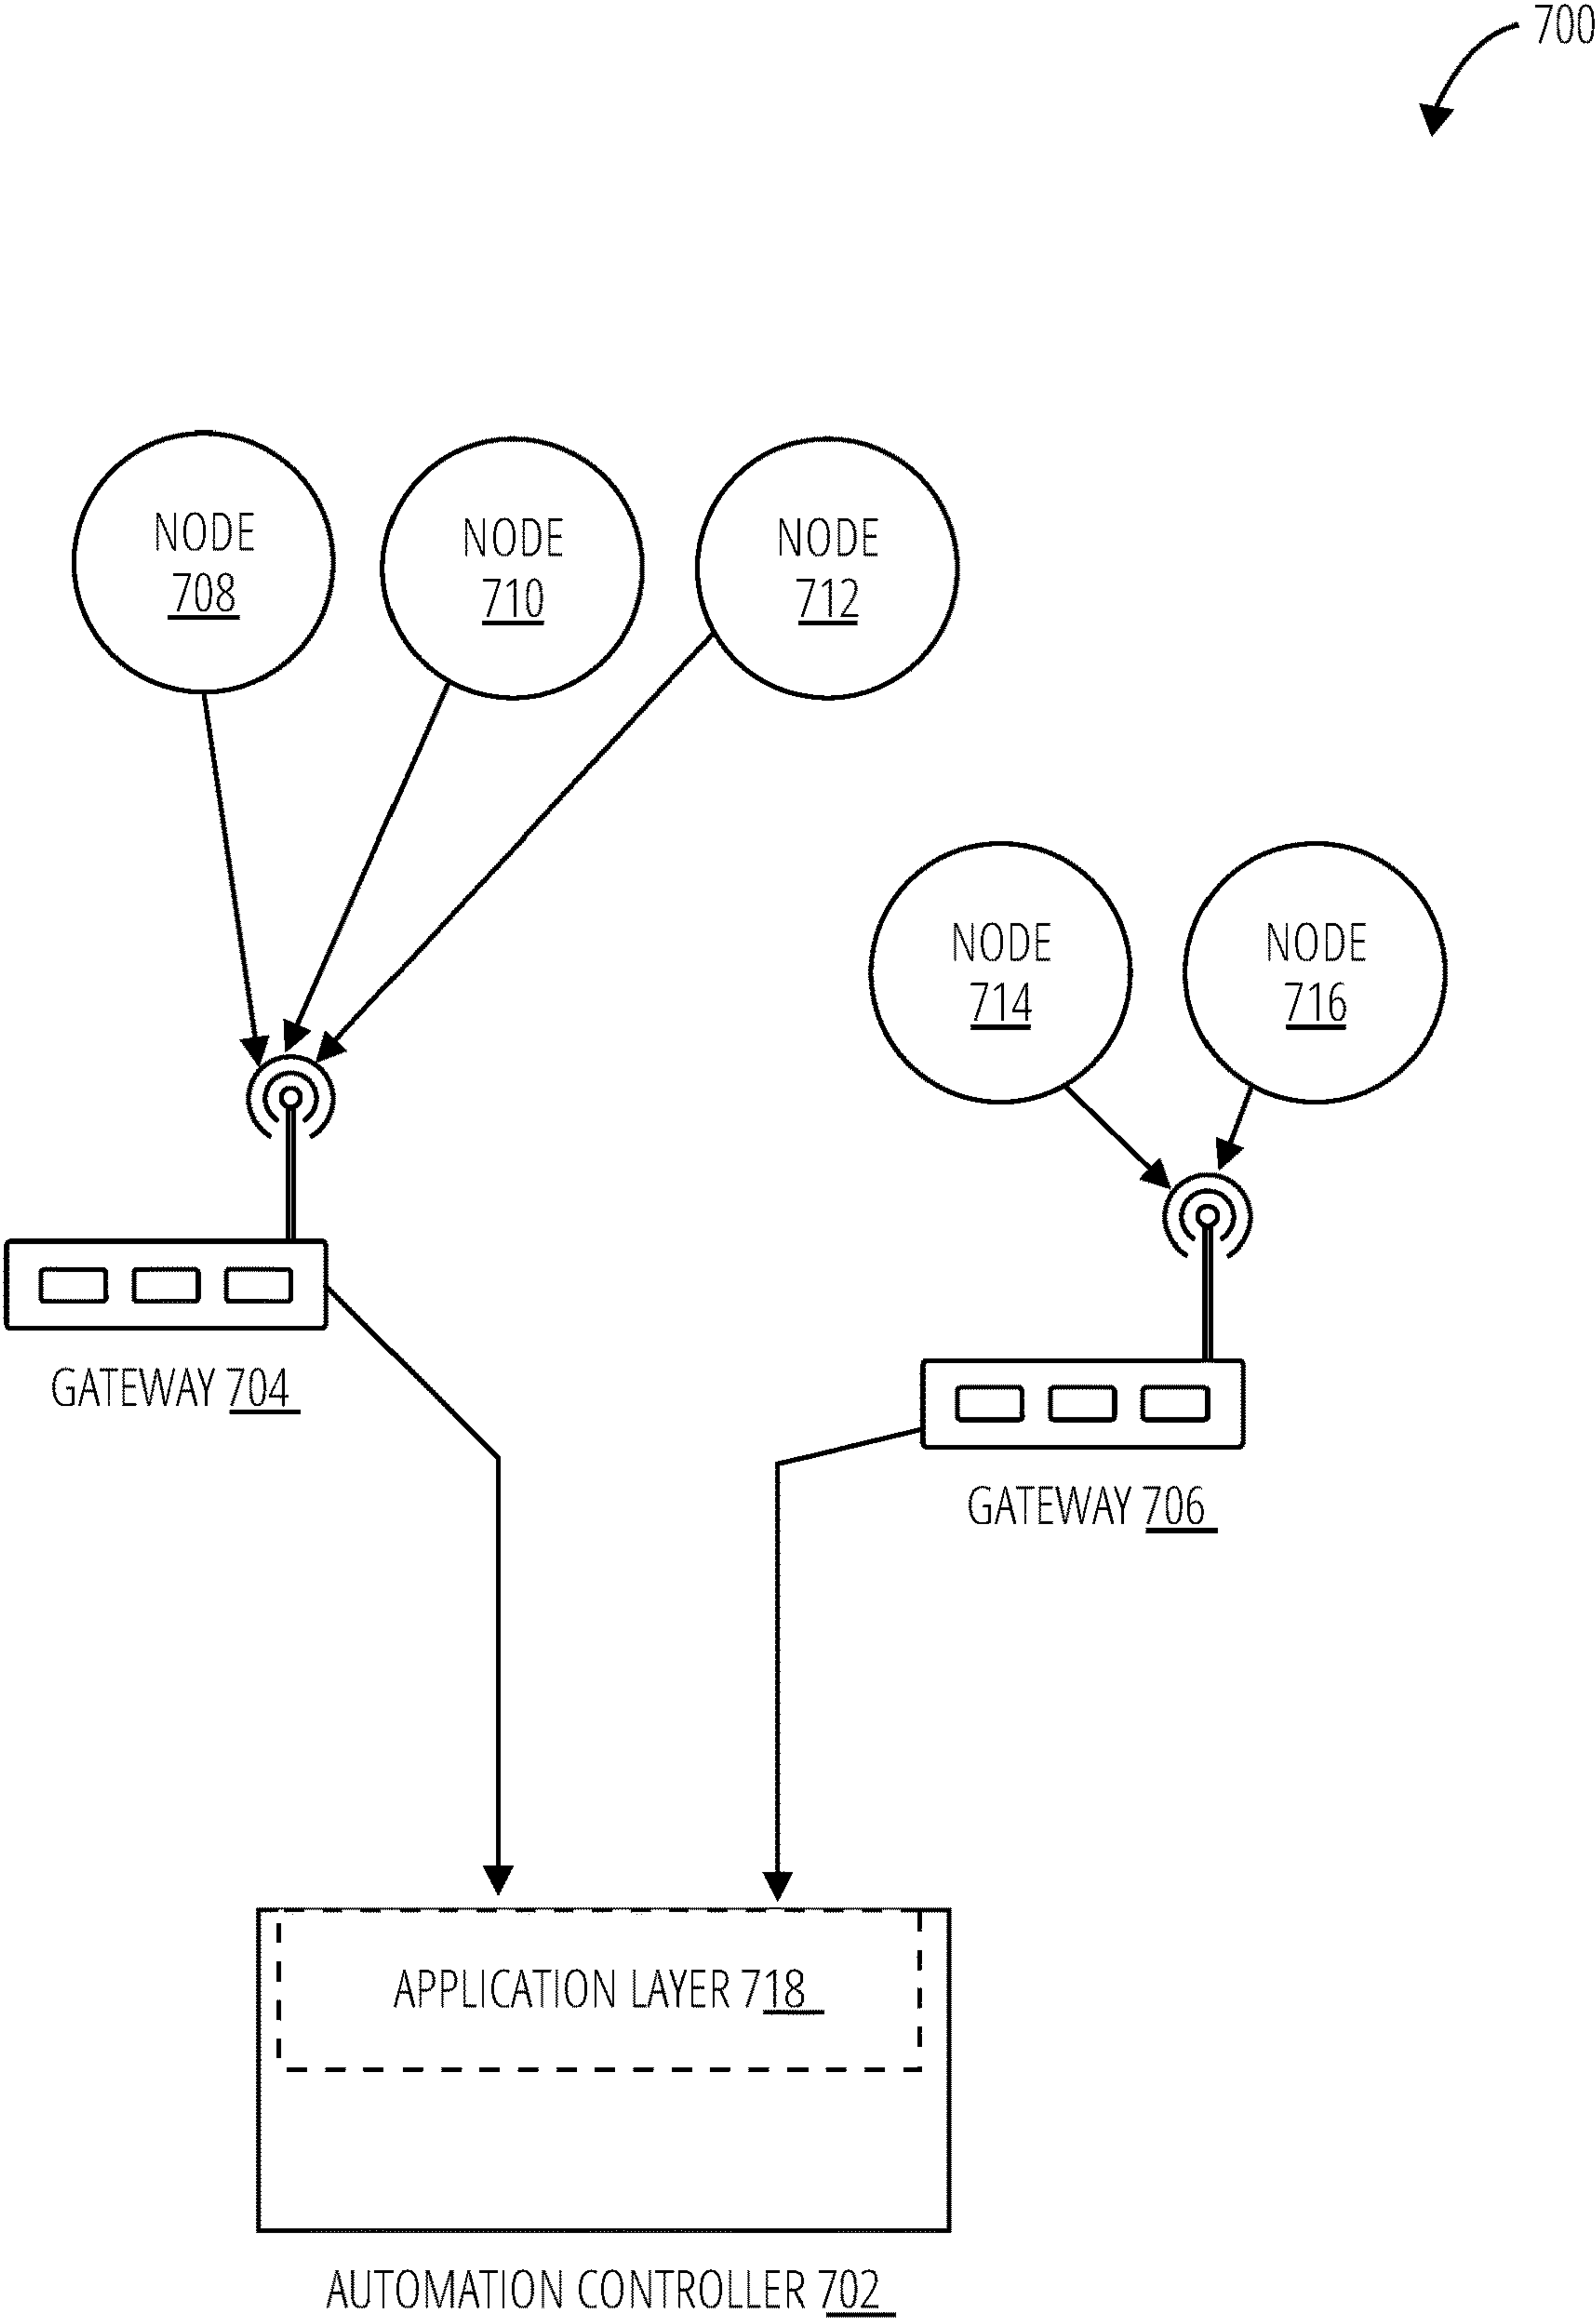 700
NODE
708
NODE
710
NODE
712
NODE
714
NODE
716
GATEWAY 704
GATEWAY 706
APPLICATION LAYER 718
AUTOMATION CONTROLLER 702